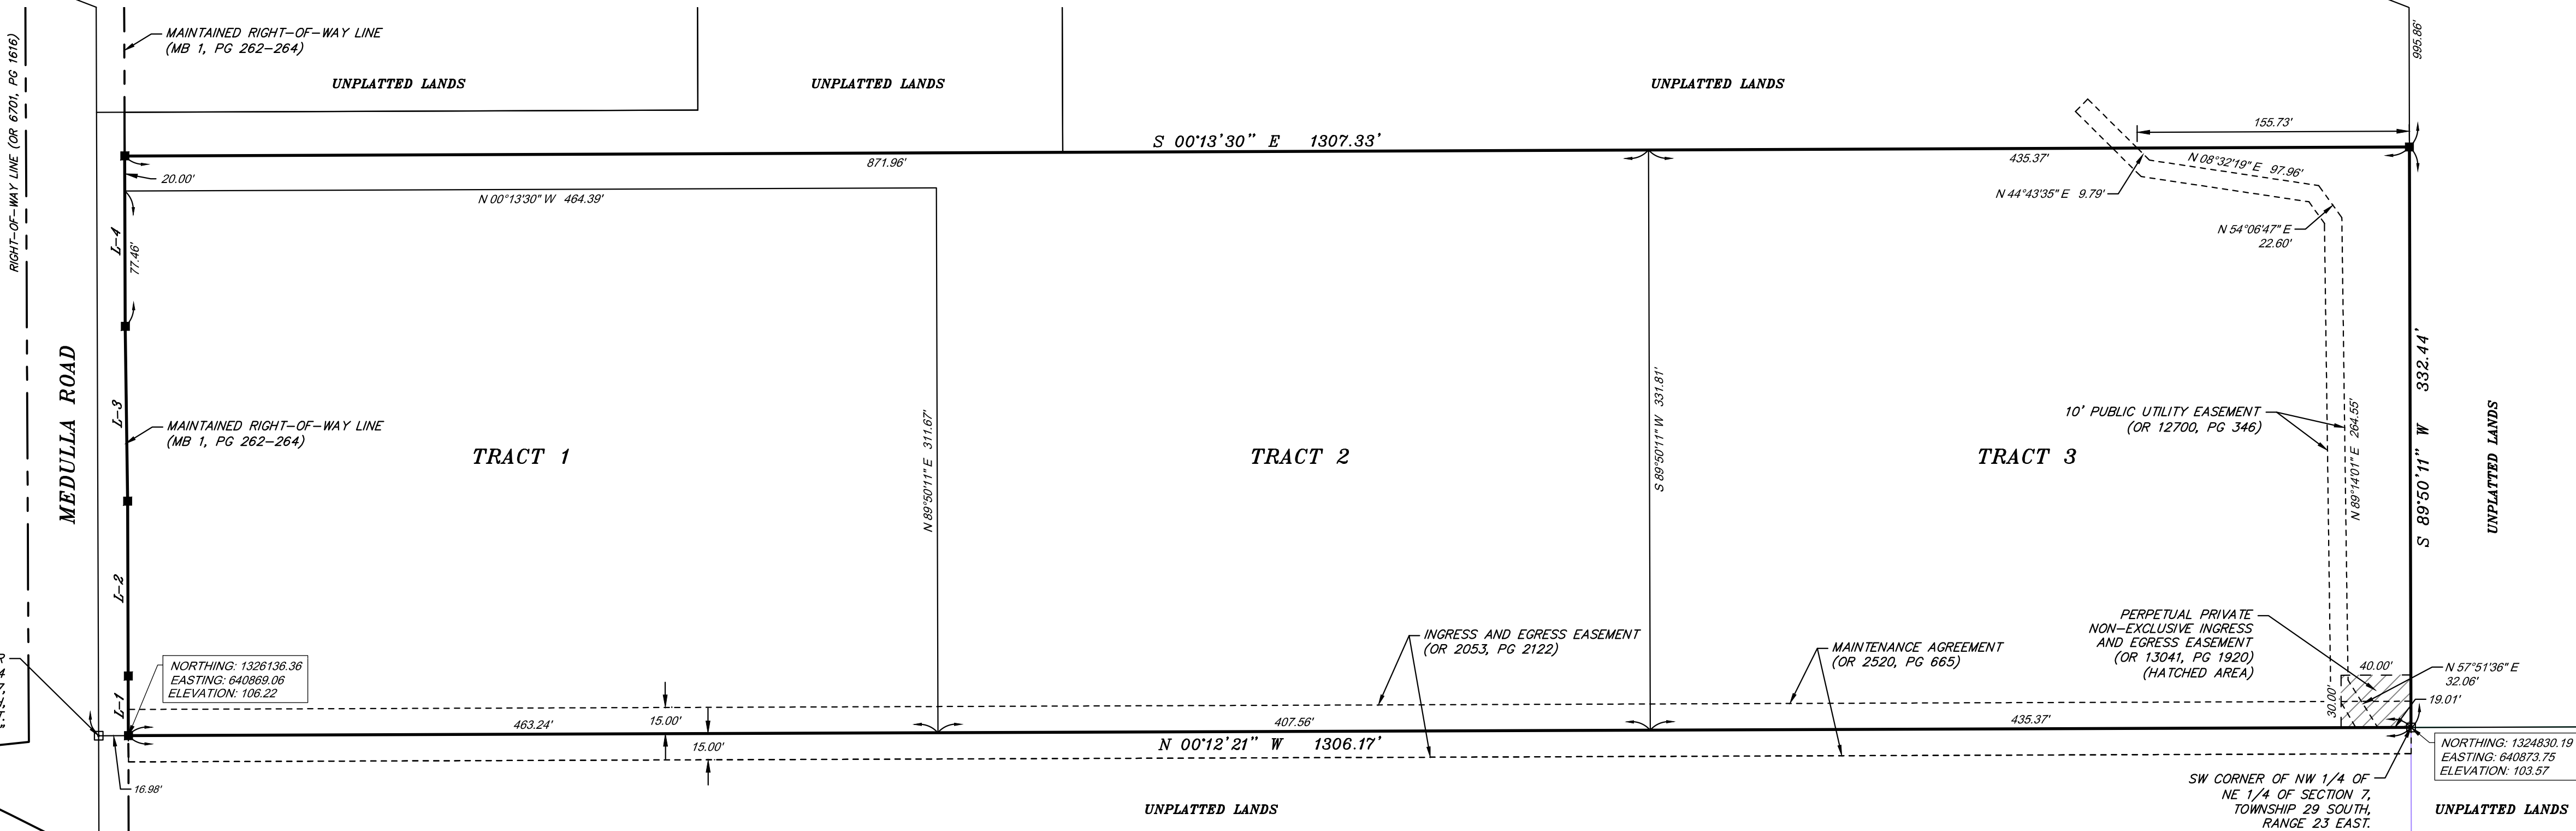 RIGHT-OF-WAY LINE (OR 6701, PG 1616)
MEDULLA ROAD
MAINTAINED RIGHT-OF-WAY LINE
(MB 1, PG 262-264)
UNPLATTED LANDS
UNPLATTED LANDS
UNPLATTED LANDS
995.86'
S 00°13'30" E 1307.33'
871.96'
435.37'
155.73'
20.00'
N 00°13'30" W 464.39'
N 08°32'19" E 97.96'
N 44°43'35" E 9.79'
N 54°06'47" E
22.60'
L-4
77.46'
L-3
MAINTAINED RIGHT-OF-WAY LINE
(MB 1, PG 262-264)
TRACT 1
N 89°50'11" E 311.67'
TRACT 2
S 89°50'11" W 331.81'
TRACT 3
10' PUBLIC UTILITY EASEMENT
(OR 12700, PG 346)
N 89°14'01" E 264.55'
S 89°50'11" W 332.44'
UNPLATTED LANDS
L-2
L-1
NORTHING: 1326136.36
EASTING: 640869.06
ELEVATION: 106.22
INGRESS AND EGRESS EASEMENT
(OR 2053, PG 2122)
MAINTENANCE AGREEMENT
(OR 2520, PG 665)
PERPETUAL PRIVATE
NON-EXCLUSIVE INGRESS
AND EGRESS EASEMENT
(OR 13041, PG 1920)
(HATCHED AREA)
40.00'
N 57°51'36" E
32.06'
30.00'
19.01'
463.24'
15.00'
15.00'
407.56'
435.37'
N 00°12'21" W 1306.17'
16.98'
NORTHING: 1324830.19
EASTING: 640873.75
ELEVATION: 103.57
SW CORNER OF NW 1/4 OF
NE 1/4 OF SECTION 7,
TOWNSHIP 29 SOUTH,
RANGE 23 EAST.
UNPLATTED LANDS
UNPLATTED LANDS